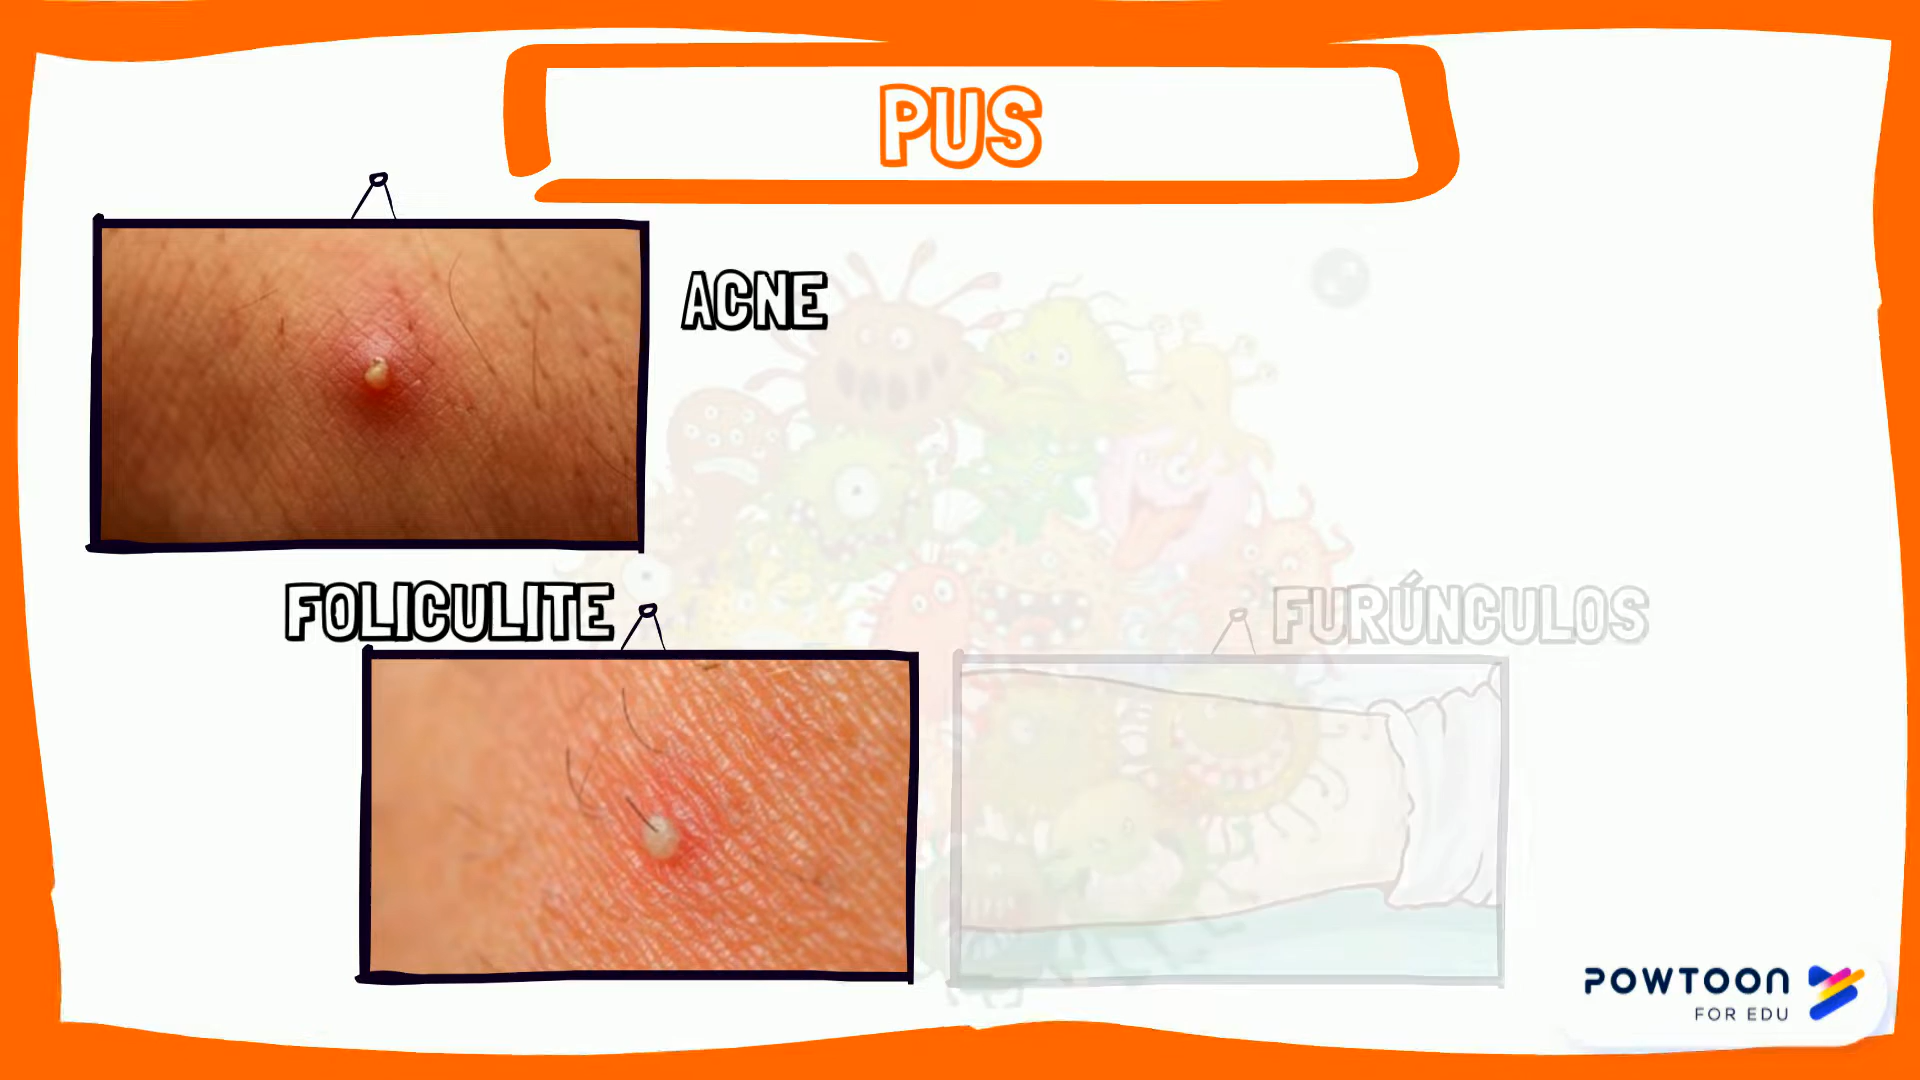 PUS
ACNE
FOLICULITE
FURÚNCULOS
POWTOON
FOR EDU